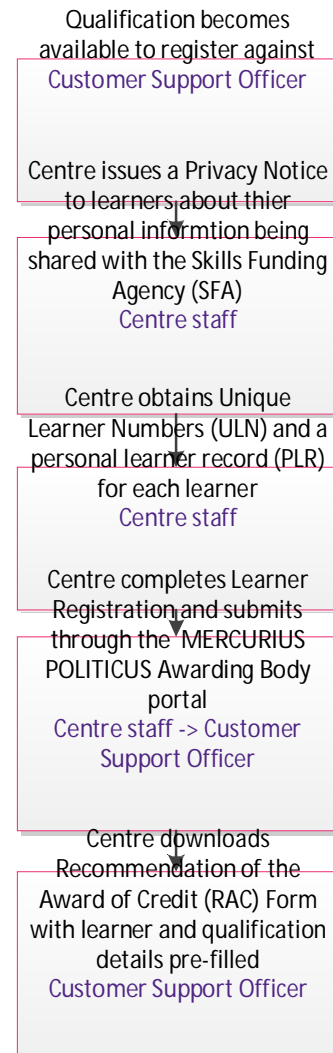 Qualification becomes
available to register against
Customer Support Officer
Centre issues a Privacy Notice
to learners about thier
personal informtion being
shared with the Skills Funding
Agency (SFA)
Centre staff
Centre obtains Unique
Learner Numbers (ULN) and a
personal learner record (PLR)
for each learner
Centre staff
Centre completes Learner
Registration and submits
through the MERCURIUS
POLITICUS Awarding Body
portal
Centre staff -> Customer
Support Officer
Centre downloads
Recommendation of the
Award of Credit (RAC) Form
with learner and qualification
details pre-filled
Customer Support Officer